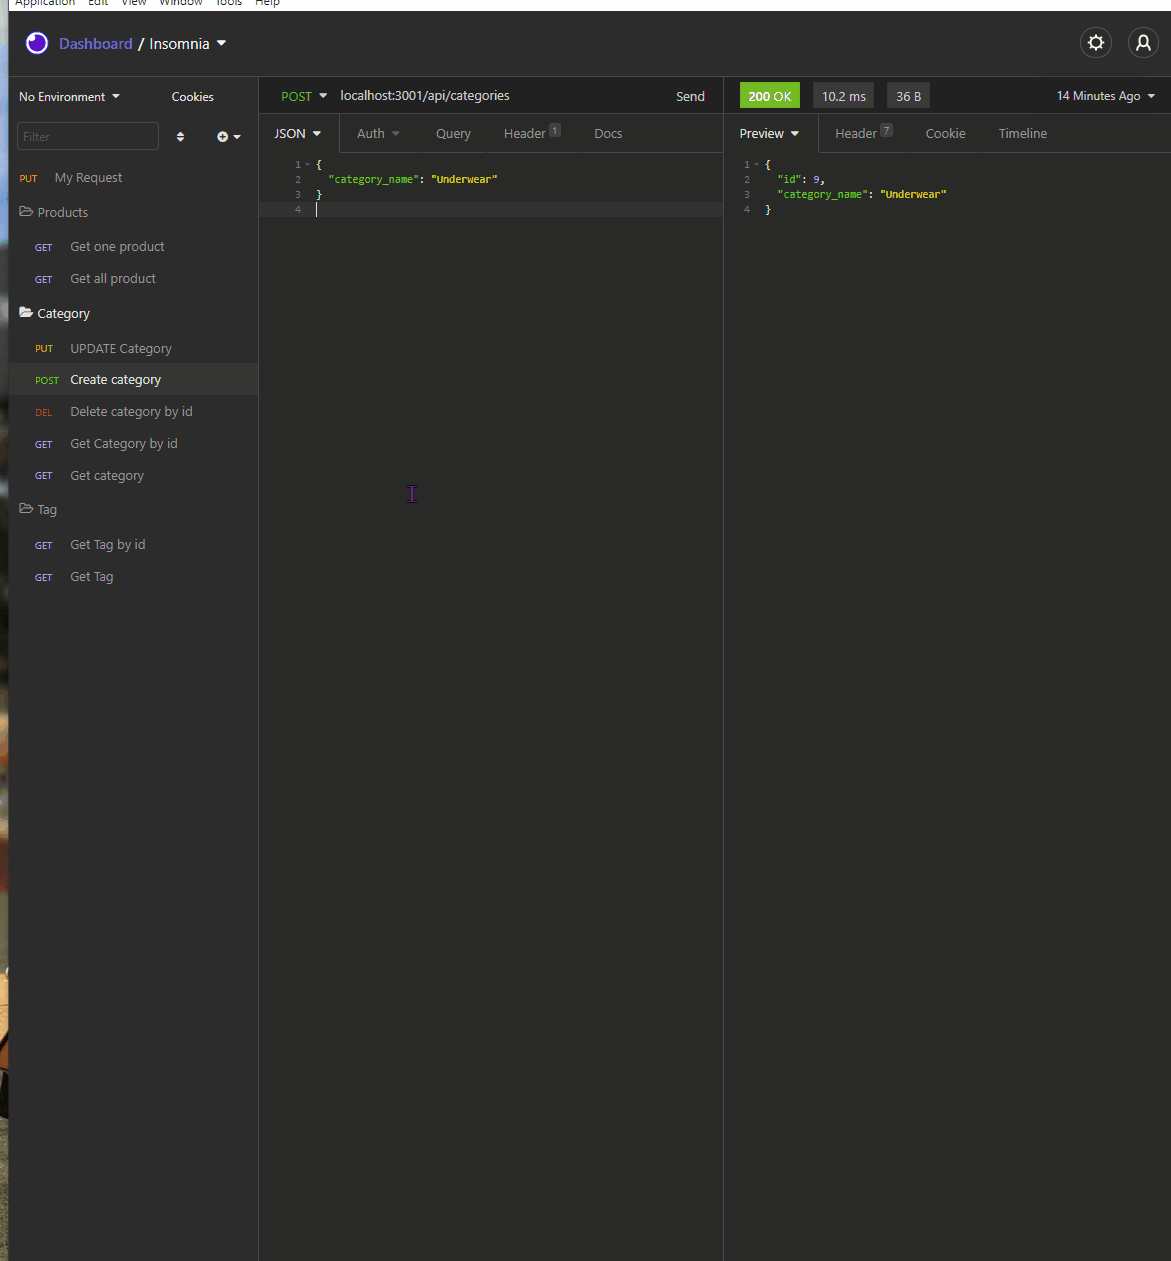 Application Edit View Window Tools Help
Dashboard / Insomnia
No Environment Cookies
Filter
PUT My Request
Products
GET Get one product
GET Get all product
Category
PUT UPDATE Category
POST Create category
DEL Delete category by id
GET Get Category by id
GET Get category
Tag
GET Get Tag by id
GET Get Tag
POST localhost:3001/api/categories Send
JSON Auth Query Header 1 Docs
1 {
2 "category_name": "Underwear"
3 }
4
200 OK 10.2 ms 36 B 14 Minutes Ago
Preview Header 7 Cookie Timeline
1 {
2 "id": 9,
3 "category_name": "Underwear"
4 }